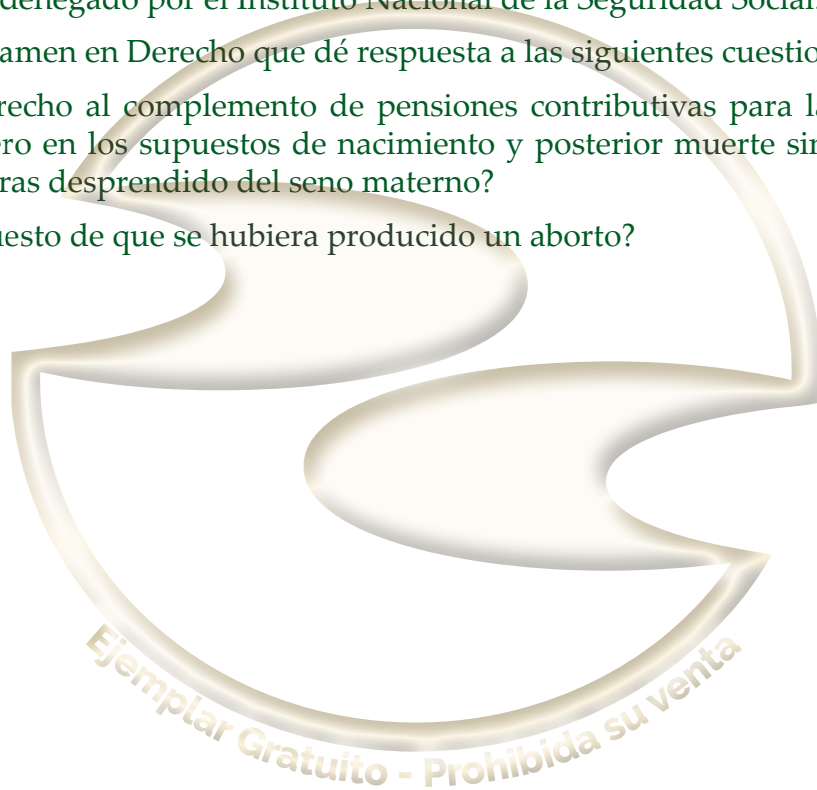 denegado por el Instituto Nacional de la Seguridad Social.
amen en Derecho que dé respuesta a las siguientes cuestio
recho al complemento de pensiones contributivas para la
ero en los supuestos de nacimiento y posterior muerte sin
ras desprendido del seno materno?
uesto de que se hubiera producido un aborto?
Ejemplar Gratuito - Prohibida su venta